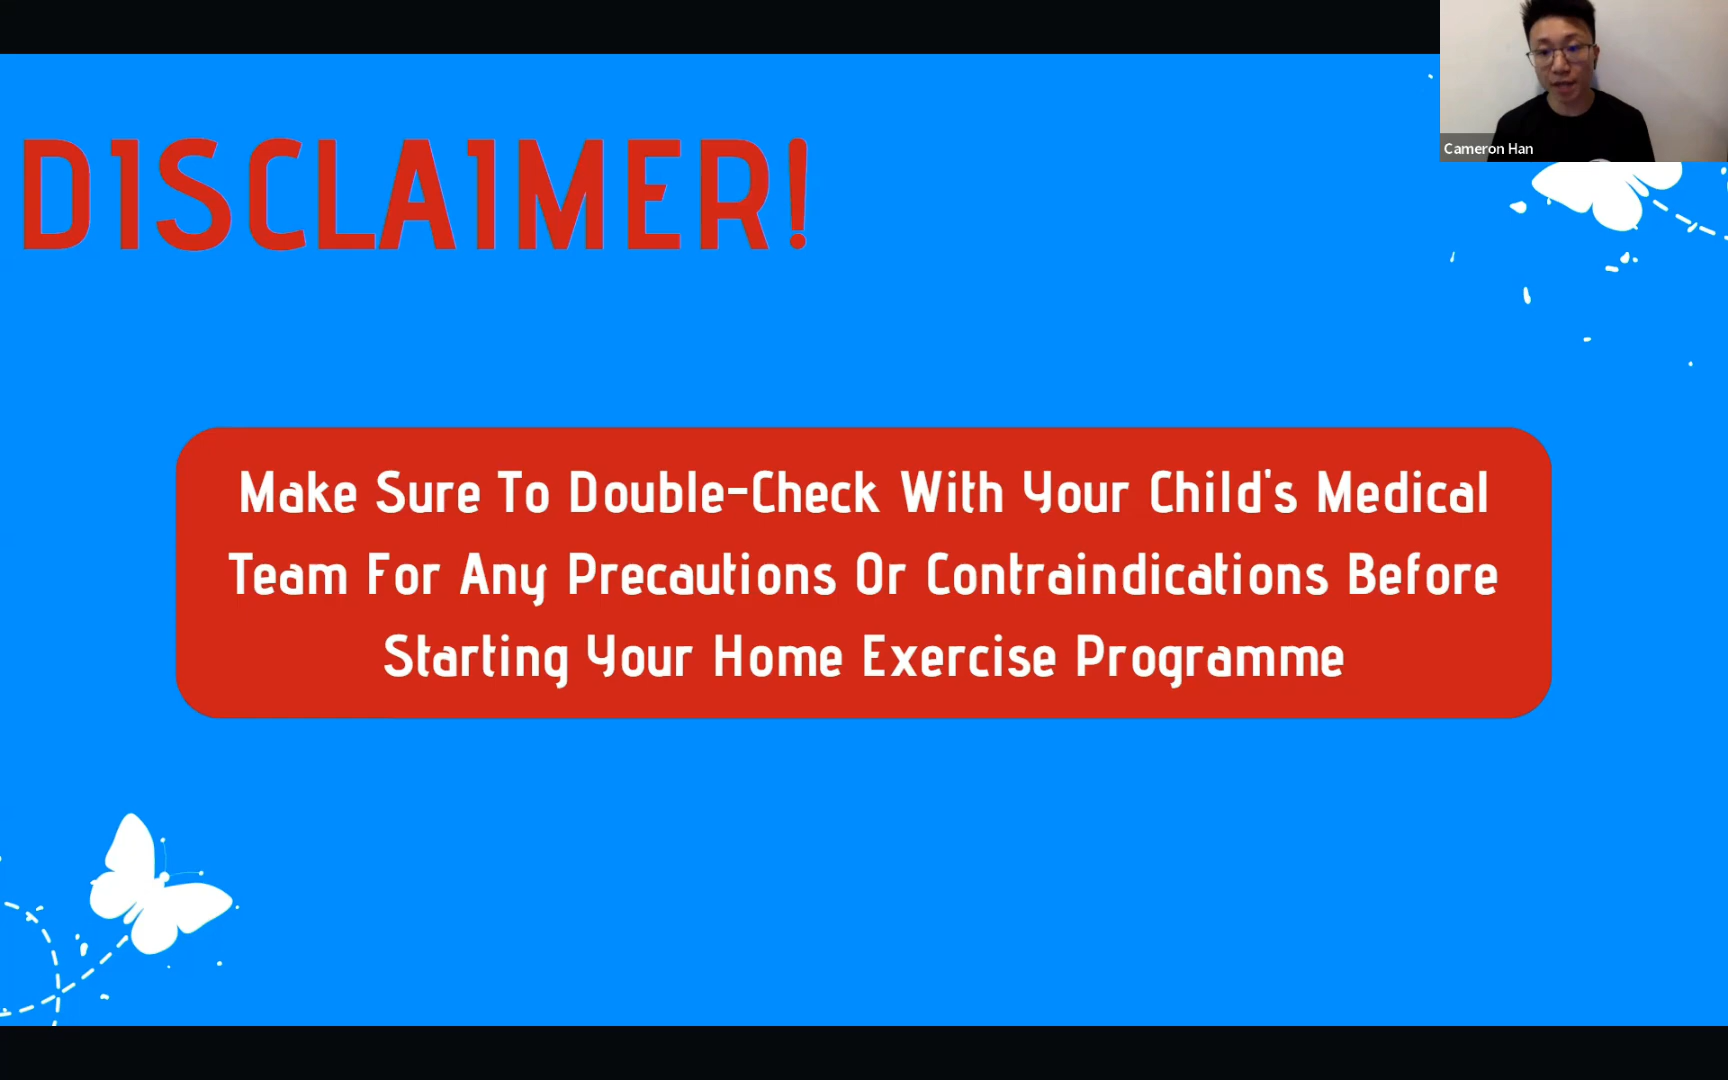 DISCLAIMER!
Cameron Han
Make Sure To Double-Check With Your Child's Medical
Team For Any Precautions Or Contraindications Before
Starting Your Home Exercise Programme